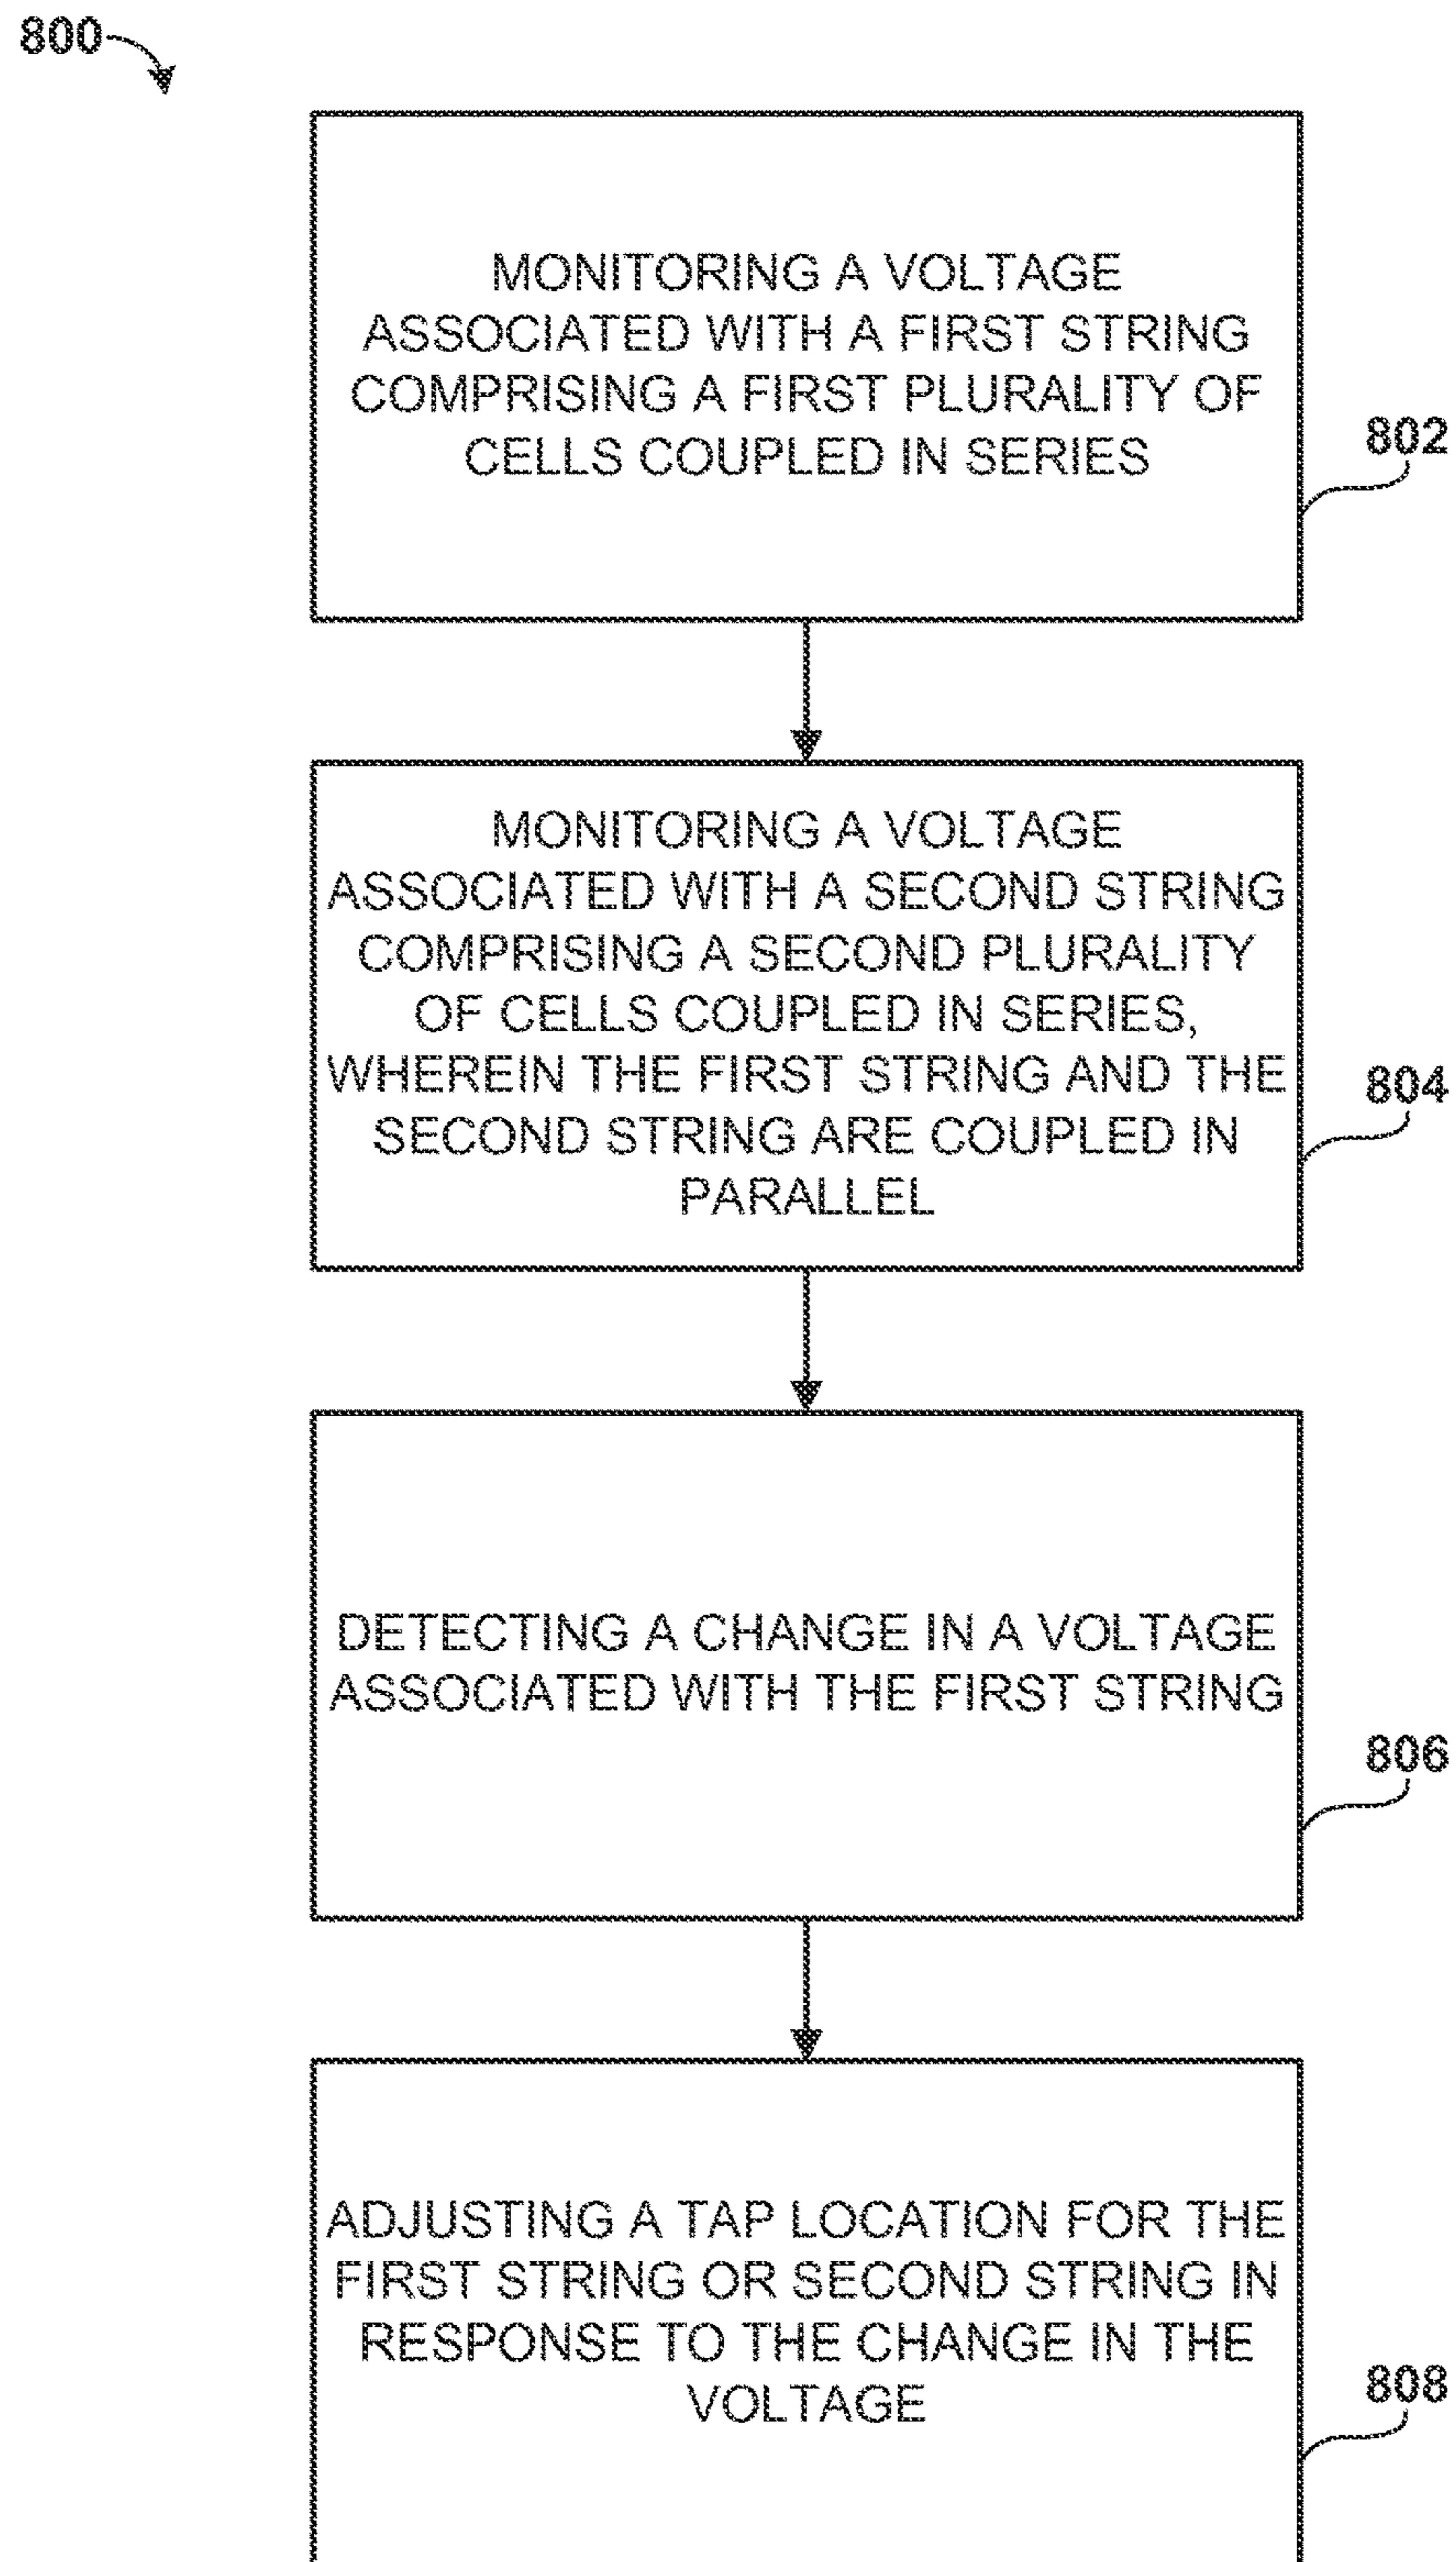 800
MONITORING A VOLTAGE
ASSOCIATED WITH A FIRST STRING
COMPRISING A FIRST PLURALITY OF
CELLS COUPLED IN SERIES
802
MONITORING A VOLTAGE
ASSOCIATED WITH A SECOND STRING
COMPRISING A SECOND PLURALITY
OF CELLS COUPLED IN SERIES,
WHEREIN THE FIRST STRING AND THE
SECOND STRING ARE COUPLED IN
PARALLEL
804
DETECTING A CHANGE IN A VOLTAGE
ASSOCIATED WITH THE FIRST STRING
806
ADJUSTING A TAP LOCATION FOR THE
FIRST STRING OR SECOND STRING IN
RESPONSE TO THE CHANGE IN THE
VOLTAGE
808